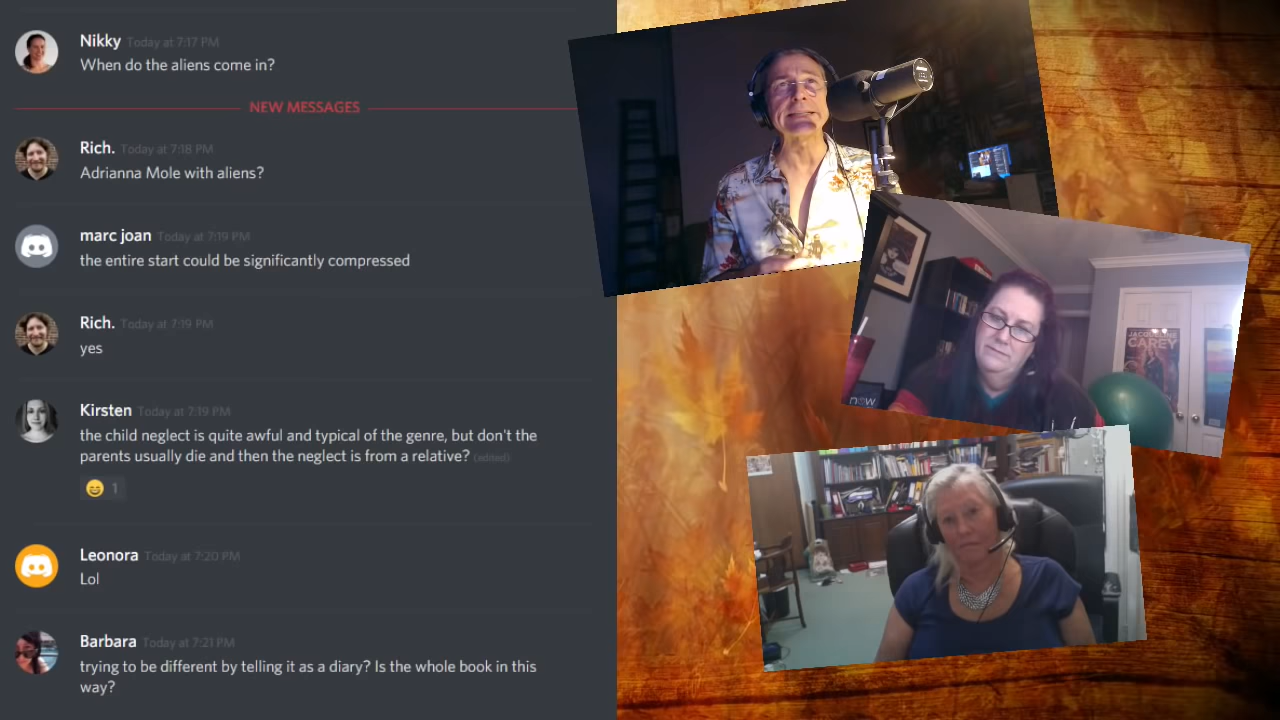 Nikky Today at 7:17 PM
When do the aliens come in?
NEW MESSAGES
Rich. Today at 7:18 PM
Adrianna Mole with aliens?
marc joan Today at 7:19 PM
the entire start could be significantly compressed
Rich. Today at 7:19 PM
yes
Kirsten Today at 7:19 PM
the child neglect is quite awful and typical of the genre, but don't the
parents usually die and then the neglect is from a relative? (edited)
1
Leonora Today at 7:20 PM
Lol
Barbara Today at 7:21 PM
trying to be different by telling it as a diary? Is the whole book in this
way?
JACQUELINE
CAREY
now